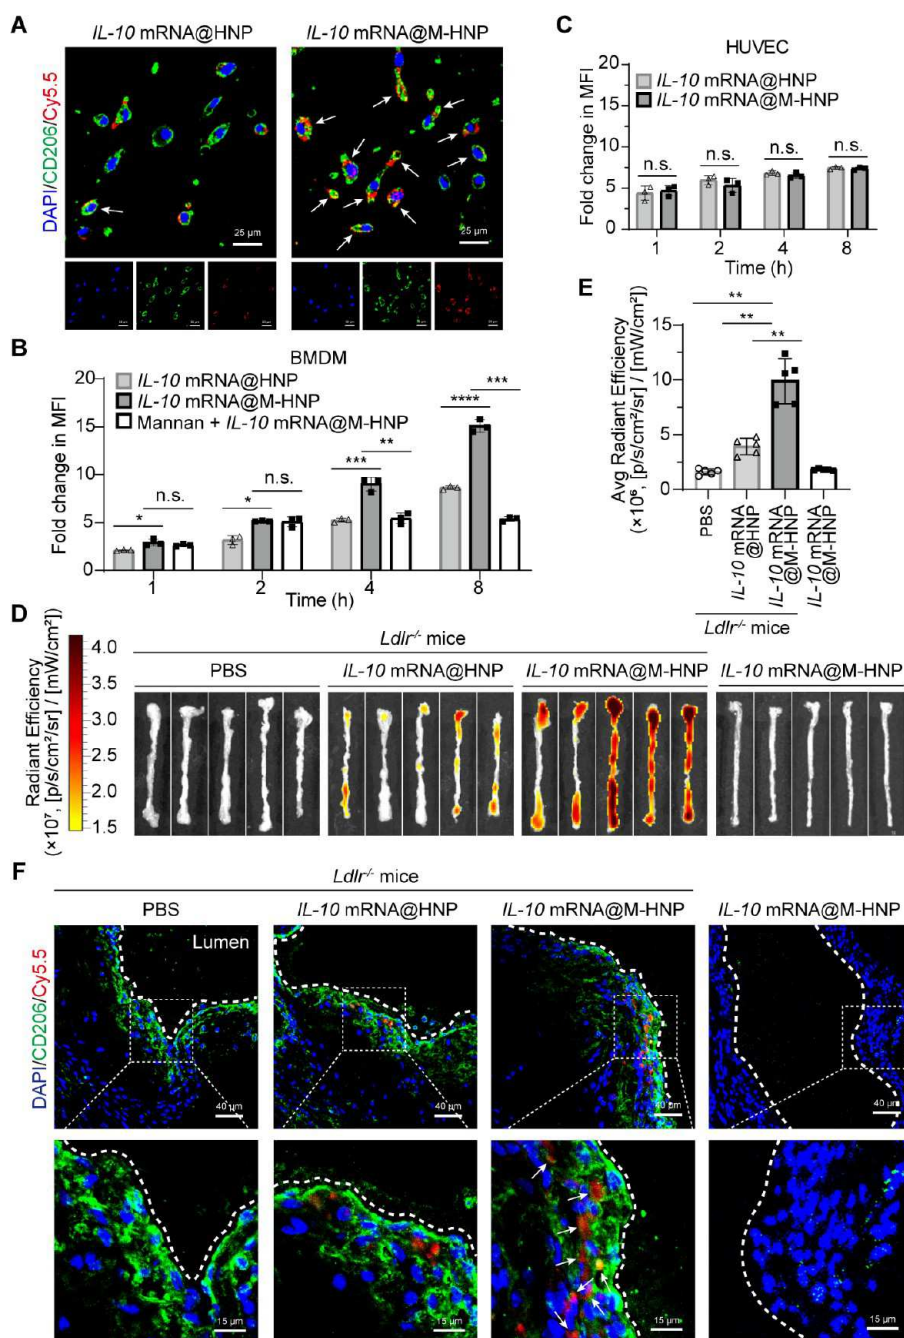 A
IL-10 mRNA@HNP
IL-10 mRNA@M-HNP
DAPI/CD206/Cy5.5
25 µm
25 µm
C
HUVEC
Fold change in MFI
20
15
10
5
0
IL-10 mRNA@HNP
IL-10 mRNA@M-HNP
n.s.
n.s.
n.s.
n.s.
1
2
4
8
Time (h)
B
BMDM
Fold change in MFI
20
15
10
5
0
IL-10 mRNA@HNP
IL-10 mRNA@M-HNP
Mannan + IL-10 mRNA@M-HNP
*
n.s.
*
n.s.
***
**
****
***
1
2
4
8
Time (h)
E
Avg Radiant Efficiency
(×10⁶, [p/s/cm²/sr] / [mW/cm²])
15
10
5
0
**
**
**
PBS
IL-10 mRNA
@HNP
IL-10 mRNA
@M-HNP
IL-10 mRNA
@M-HNP
Ldlr-/- mice
D
Radiant Efficiency
(×10⁷, [p/s/cm²/sr] / [mW/cm²])
4.0
3.5
3.0
2.5
2.0
1.5
Ldlr-/- mice
PBS
IL-10 mRNA@HNP
IL-10 mRNA@M-HNP
IL-10 mRNA@M-HNP
F
Ldlr-/- mice
PBS
IL-10 mRNA@HNP
IL-10 mRNA@M-HNP
IL-10 mRNA@M-HNP
DAPI/CD206/Cy5.5
Lumen
40 µm
40 µm
40 µm
40 µm
15 µm
15 µm
15 µm
15 µm